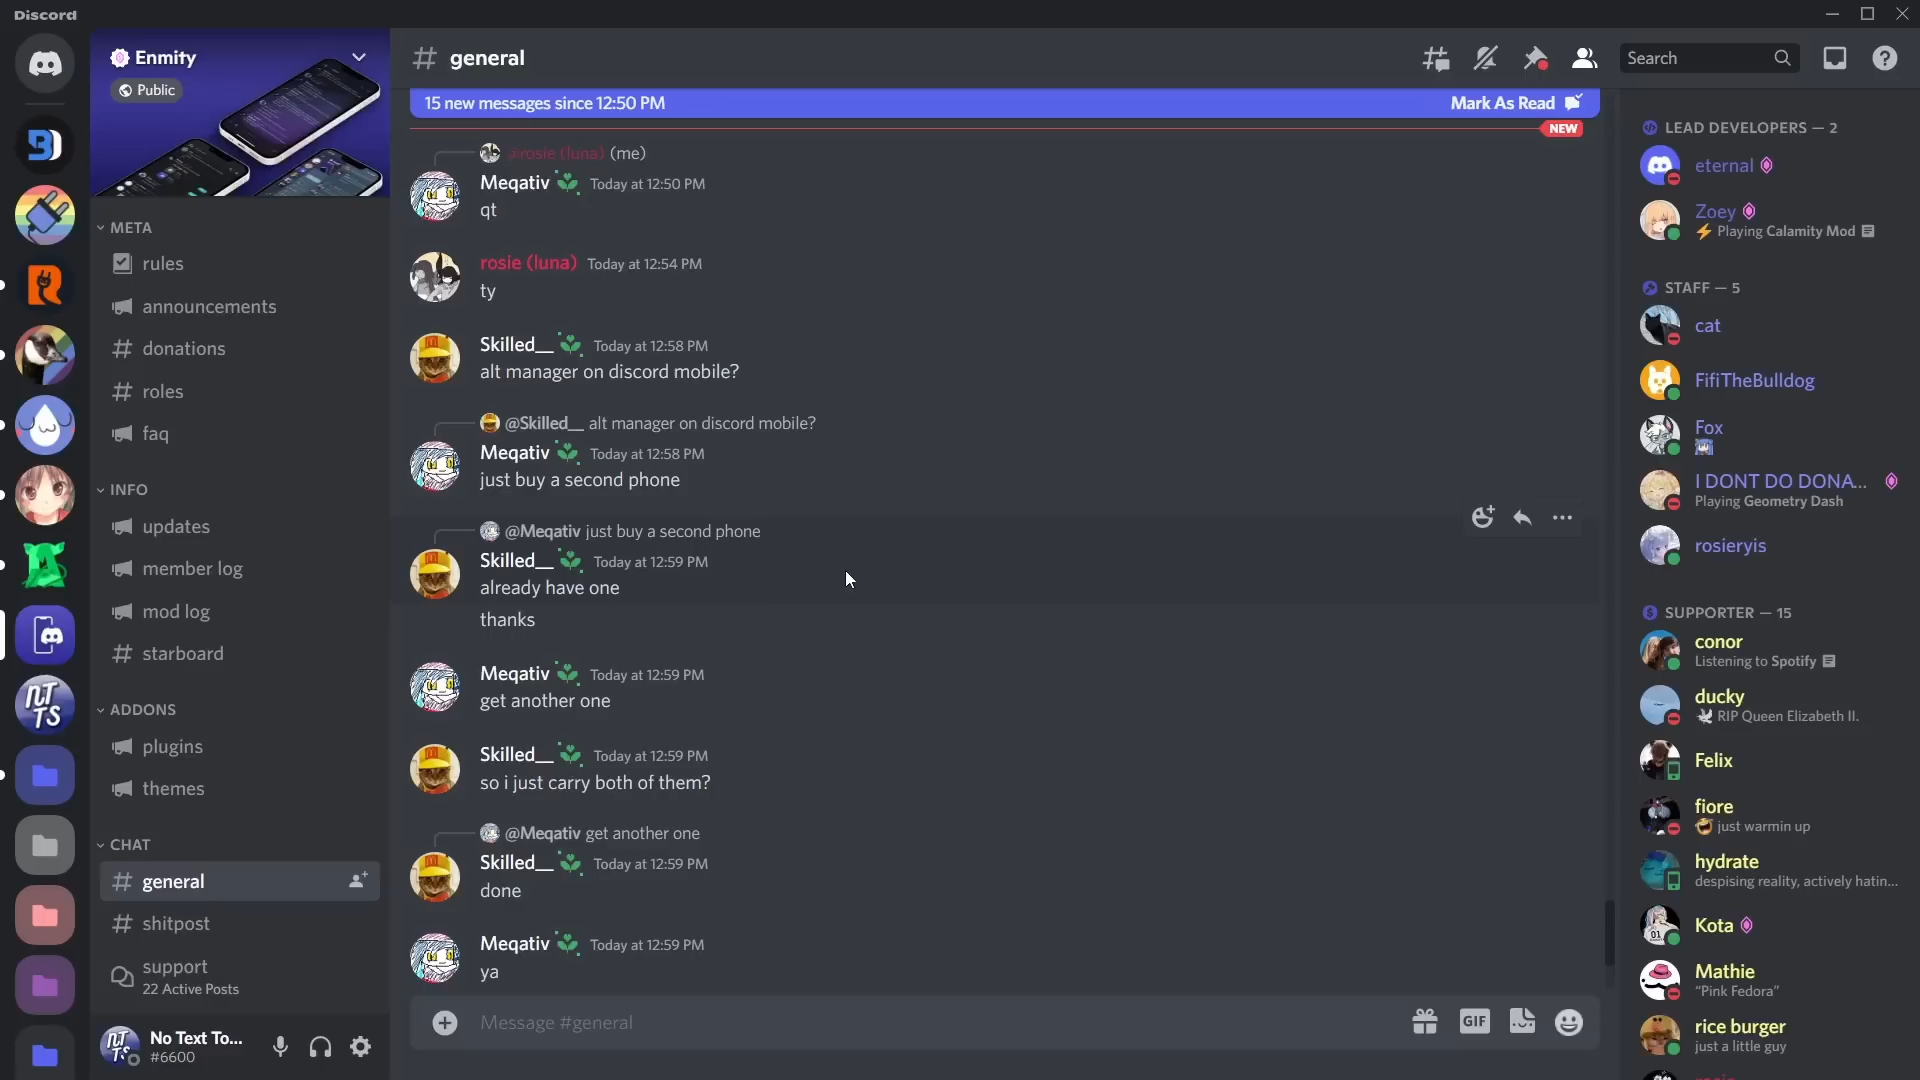 Discord
Enmity
Public
META
rules
announcements
donations
roles
faq
INFO
updates
member log
mod log
starboard
ADDONS
plugins
themes
CHAT
general
shitpost
support
22 Active Posts
No Text To...
#6600
general
Search
15 new messages since 12:50 PM
Mark As Read
NEW
@rosie (luna) (me)
Meqativ Today at 12:50 PM
qt
rosie (luna) Today at 12:54 PM
ty
Skilled__ Today at 12:58 PM
alt manager on discord mobile?
@Skilled__ alt manager on discord mobile?
Meqativ Today at 12:58 PM
just buy a second phone
@Meqativ just buy a second phone
Skilled__ Today at 12:59 PM
already have one
thanks
Meqativ Today at 12:59 PM
get another one
Skilled__ Today at 12:59 PM
so i just carry both of them?
@Meqativ get another one
Skilled__ Today at 12:59 PM
done
Meqativ Today at 12:59 PM
ya
Message #general
GIF
LEAD DEVELOPERS — 2
eternal
Zoey
Playing Calamity Mod
STAFF — 5
cat
FifiTheBulldog
Fox
I DONT DO DONA...
Playing Geometry Dash
rosieryis
SUPPORTER — 15
conor
Listening to Spotify
ducky
RIP Queen Elizabeth II.
Felix
fiore
just warmin up
hydrate
despising reality, actively hatin...
Kota
Mathie
“Pink Fedora”
rice burger
just a little guy